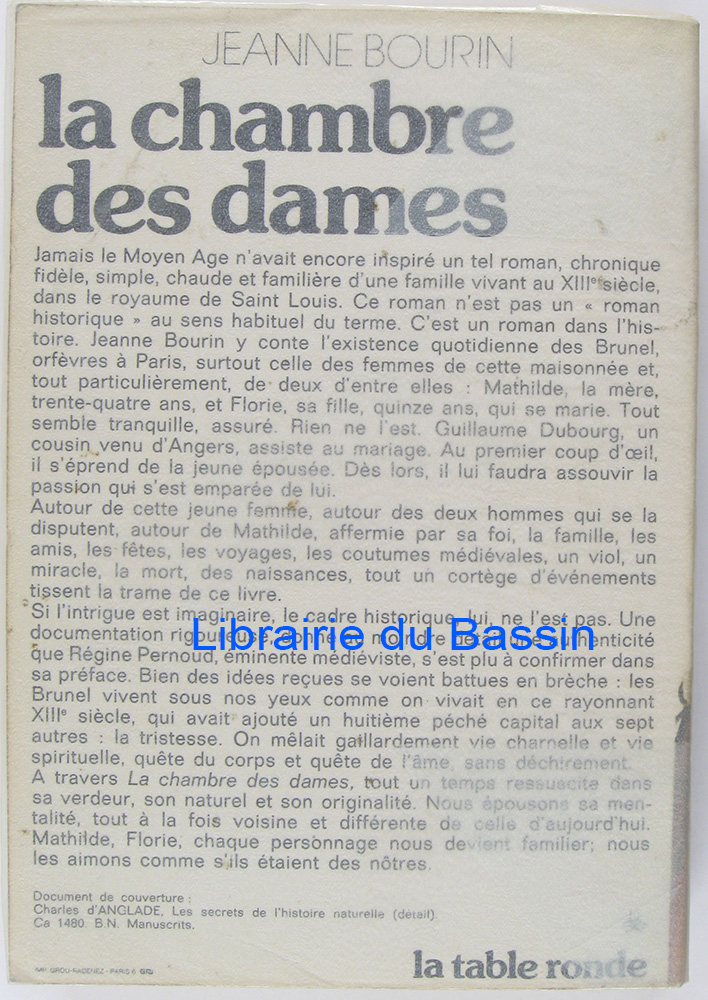 JEANNE BOURIN
la chambre
des dames
Jamais le Moyen Age n'avait encore inspiré un tel roman, chronique
fidèle, simple, chaude et familière d'une famille vivant au XIIIe siècle,
dans le royaume de Saint Louis. Ce roman n'est pas un « roman
historique » au sens habituel du terme. C'est un roman dans l'his-
toire. Jeanne Bourin y conte l'existence quotidienne des Brunel,
orfèvres à Paris, surtout celle des femmes de cette maisonnée et,
tout particulièrement, de deux d'entre elles : Mathilde, la mère,
trente-quatre ans, et Florie, sa fille, quinze ans, qui se marie. Tout
semble tranquille, assuré. Rien ne l'est. Guillaume Dubourg, un
cousin venu d'Angers, assiste au mariage. Au premier coup d'œil,
il s'éprend de la jeune épousée. Dès lors, il lui faudra assouvir la
passion qui s'est emparée de lui.
Autour de cette jeune femme, autour des deux hommes qui se la
disputent, autour de Mathilde, affermie par sa foi, la famille, les
amis, les fêtes, les voyages, les coutumes médiévales, un viol, un
miracle, la mort, des naissances, tout un cortège d'événements
tissent la trame de ce livre.
Si l'intrigue est imaginaire, le cadre historique, lui, ne l'est pas. Une
documentation rigoureuse, donne au moindre détail une authenticité
Librairie du Bassin
que Régine Pernoud, éminente médiéviste, s'est plu à confirmer dans
sa préface. Bien des idées reçues se voient battues en brèche : les
Brunel vivent sous nos yeux comme on vivait en ce rayonnant
XIIIe siècle, qui avait ajouté un huitième péché capital aux sept
autres : la tristesse. On mêlait gaillardement vie charnelle et vie
spirituelle, quête du corps et quête de l'âme, sans déchirement.
A travers La chambre des dames, tout un temps ressuscite dans
sa verdeur, son naturel et son originalité. Nous épousons sa men-
talité, tout à la fois voisine et différente de celle d'aujourd'hui.
Mathilde, Florie, chaque personnage nous devient familier; nous
les aimons comme s'ils étaient des nôtres.
Document de couverture :
Charles d'ANGLADE, Les secrets de l'histoire naturelle (détail).
Ca 1480. B.N. Manuscrits.
IMP. GROU-RADENEZ - PARIS 6
la table ronde